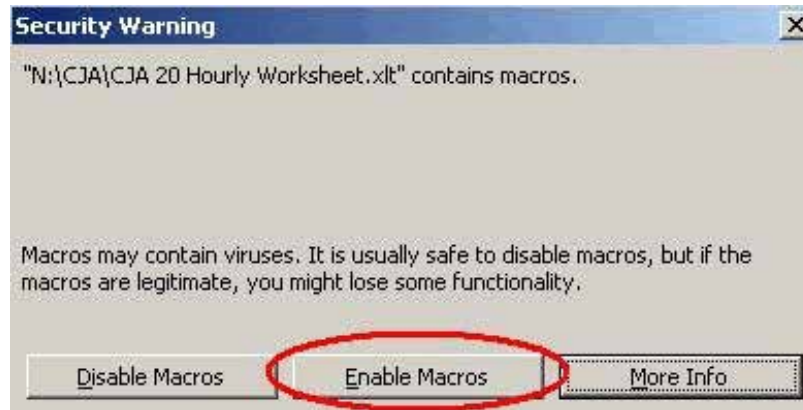 Security Warning
"N:\CJA\CJA 20 Hourly Worksheet.xlt" contains macros.
Macros may contain viruses. It is usually safe to disable macros, but if the
macros are legitimate, you might lose some functionality.
Disable Macros Enable Macros More Info